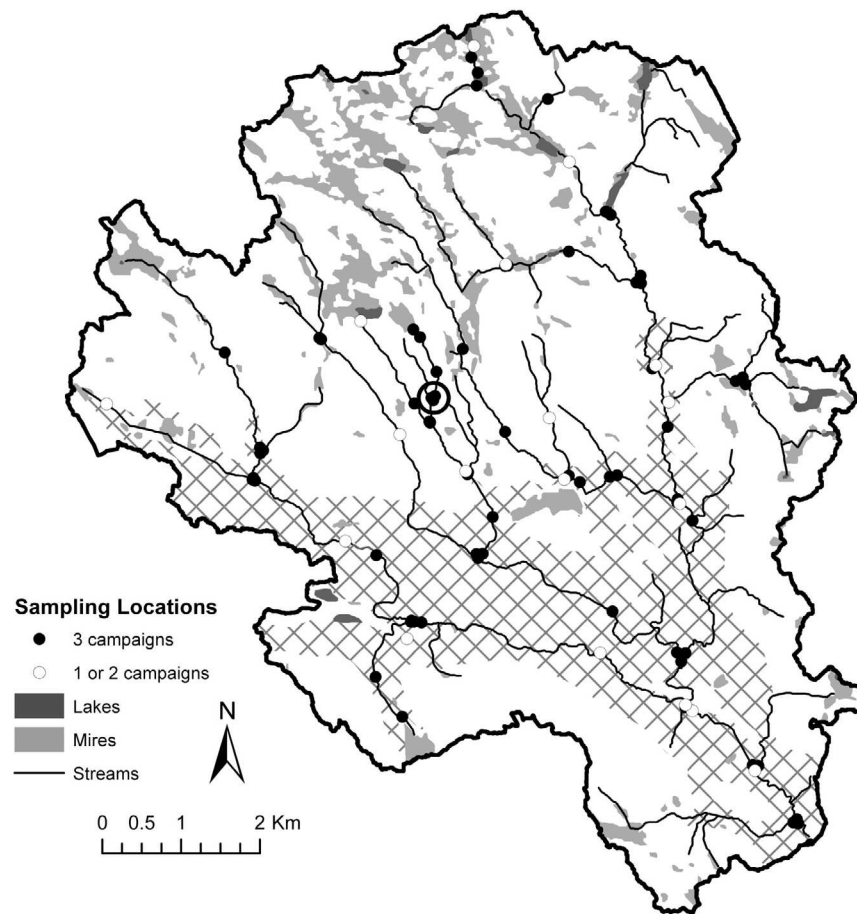 Sampling Locations
3 campaigns
1 or 2 campaigns
Lakes
Mires
Streams
N
0 0.5 1 2 Km